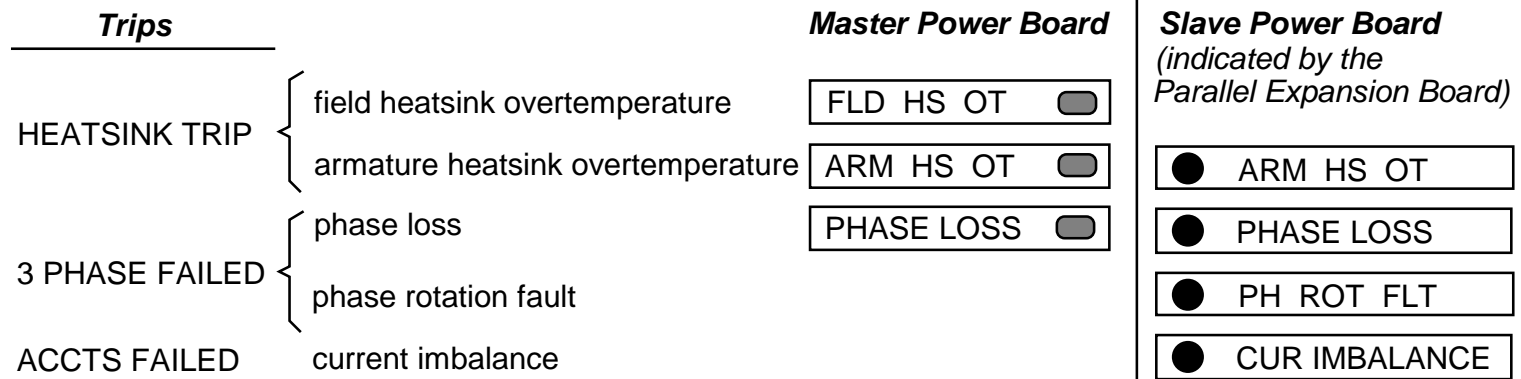 Trips Master Power Board Slave Power Board
(indicated by the
Parallel Expansion Board)
field heatsink overtemperature FLD HS OT
HEATSINK TRIP
armature heatsink overtemperature ARM HS OT ARM HS OT
phase loss PHASE LOSS PHASE LOSS
3 PHASE FAILED
phase rotation fault PH ROT FLT
ACCTS FAILED current imbalance CUR IMBALANCE